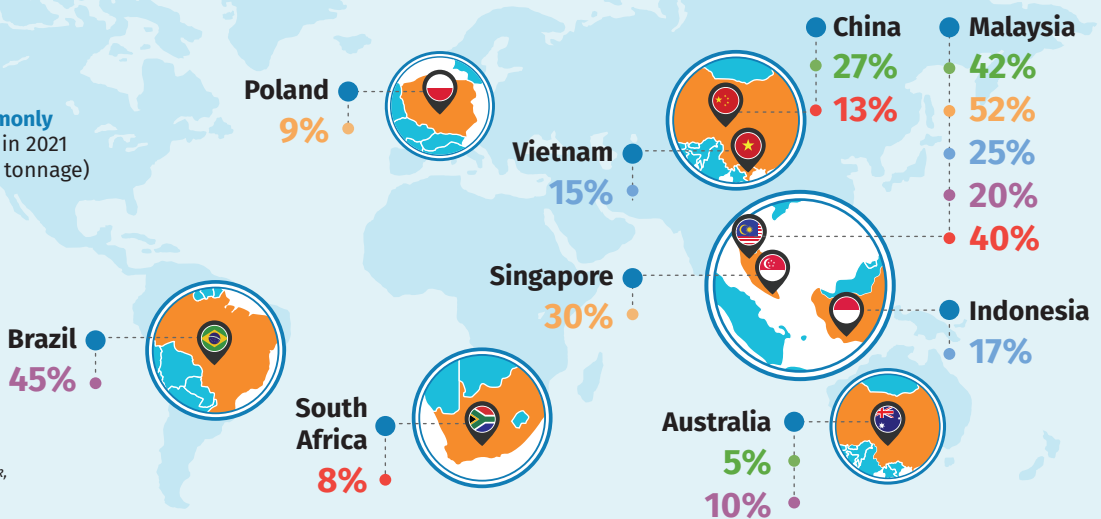 monly
in 2021
tonnage)
Poland
9%
Vietnam
15%
China
27%
13%
Malaysia
42%
52%
25%
20%
40%
Singapore
30%
Indonesia
17%
Brazil
45%
South
Africa
8%
Australia
5%
10%